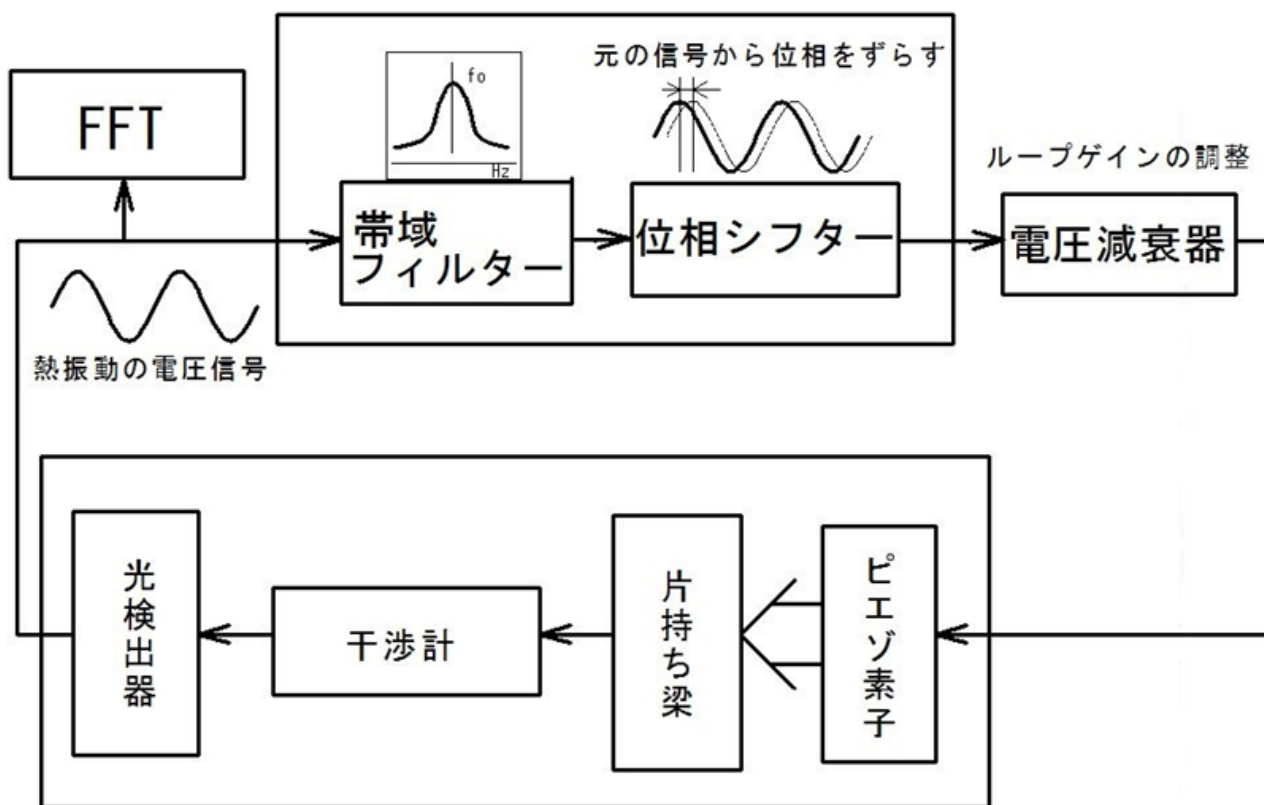 元の信号から位相をずらす
fo
Hz
FFT
帯域
フィルター
位相シフター
ループゲインの調整
電圧減衰器
熱振動の電圧信号
光検出器
干渉計
片持ち梁
ピエゾ素子